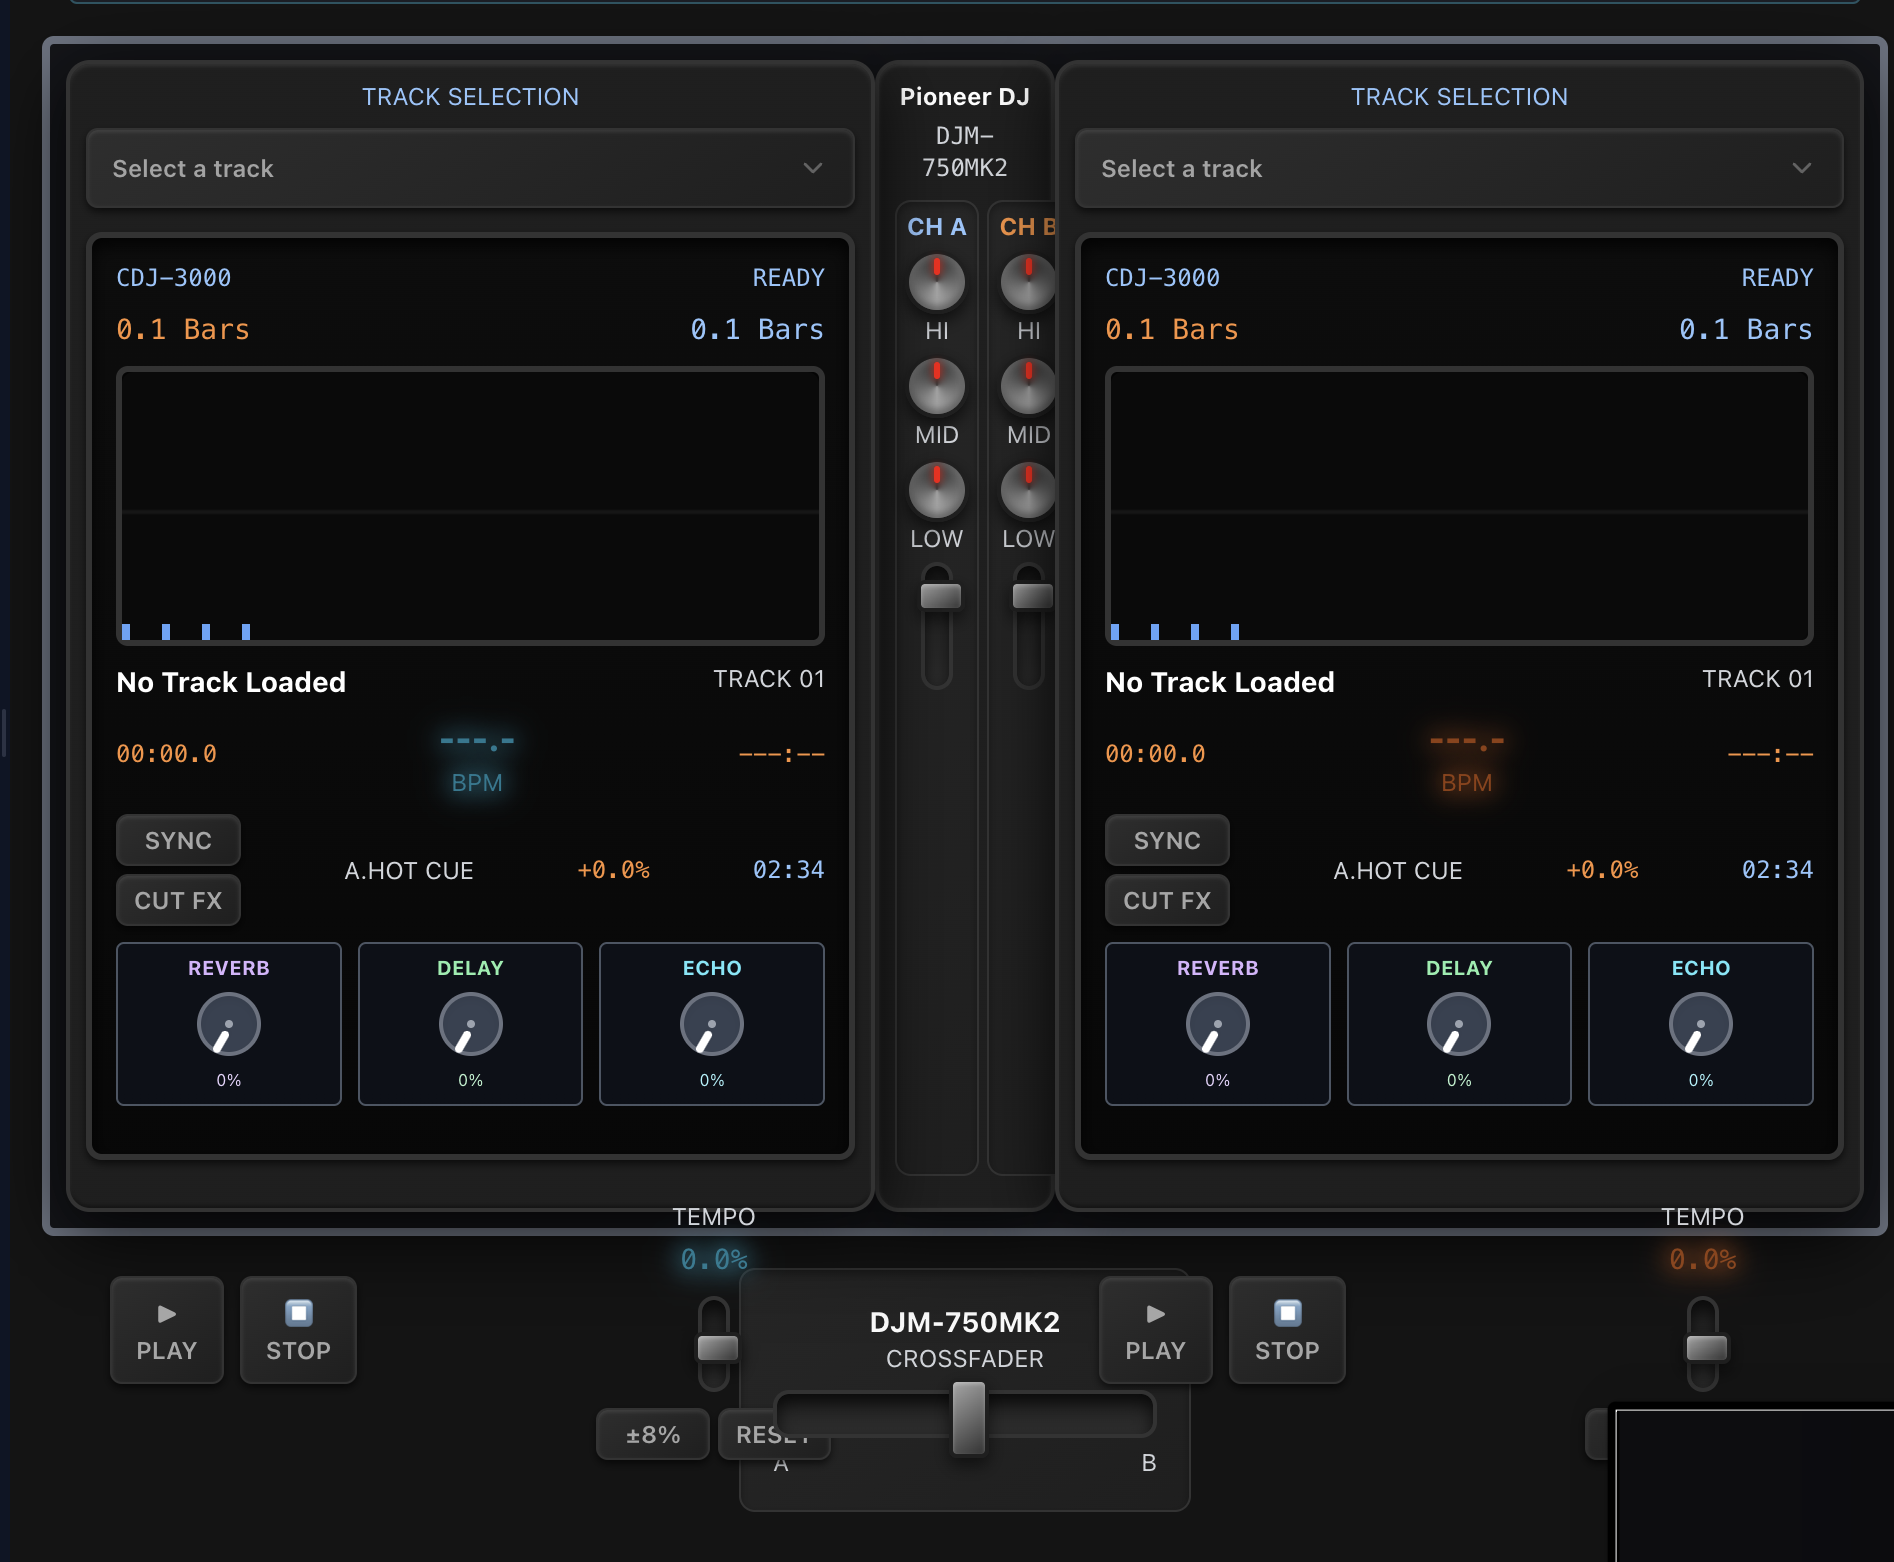 TRACK SELECTION
Select a track
CDJ-3000 READY
0.1 Bars 0.1 Bars
No Track Loaded TRACK 01
00:00.0 ---.- ---:--
BPM
SYNC
CUT FX
A.HOT CUE +0.0% 02:34
REVERB DELAY ECHO
0% 0% 0%
TEMPO
0.0%
PLAY STOP
±8% RESET
Pioneer DJ
DJM-
750MK2
CH A CH B
HI HI
MID MID
LOW LOW
DJM-750MK2
CROSSFADER
A B
TRACK SELECTION
Select a track
CDJ-3000 READY
0.1 Bars 0.1 Bars
No Track Loaded TRACK 01
00:00.0 ---.- ---:--
BPM
SYNC
CUT FX
A.HOT CUE +0.0% 02:34
REVERB DELAY ECHO
0% 0% 0%
TEMPO
0.0%
PLAY STOP